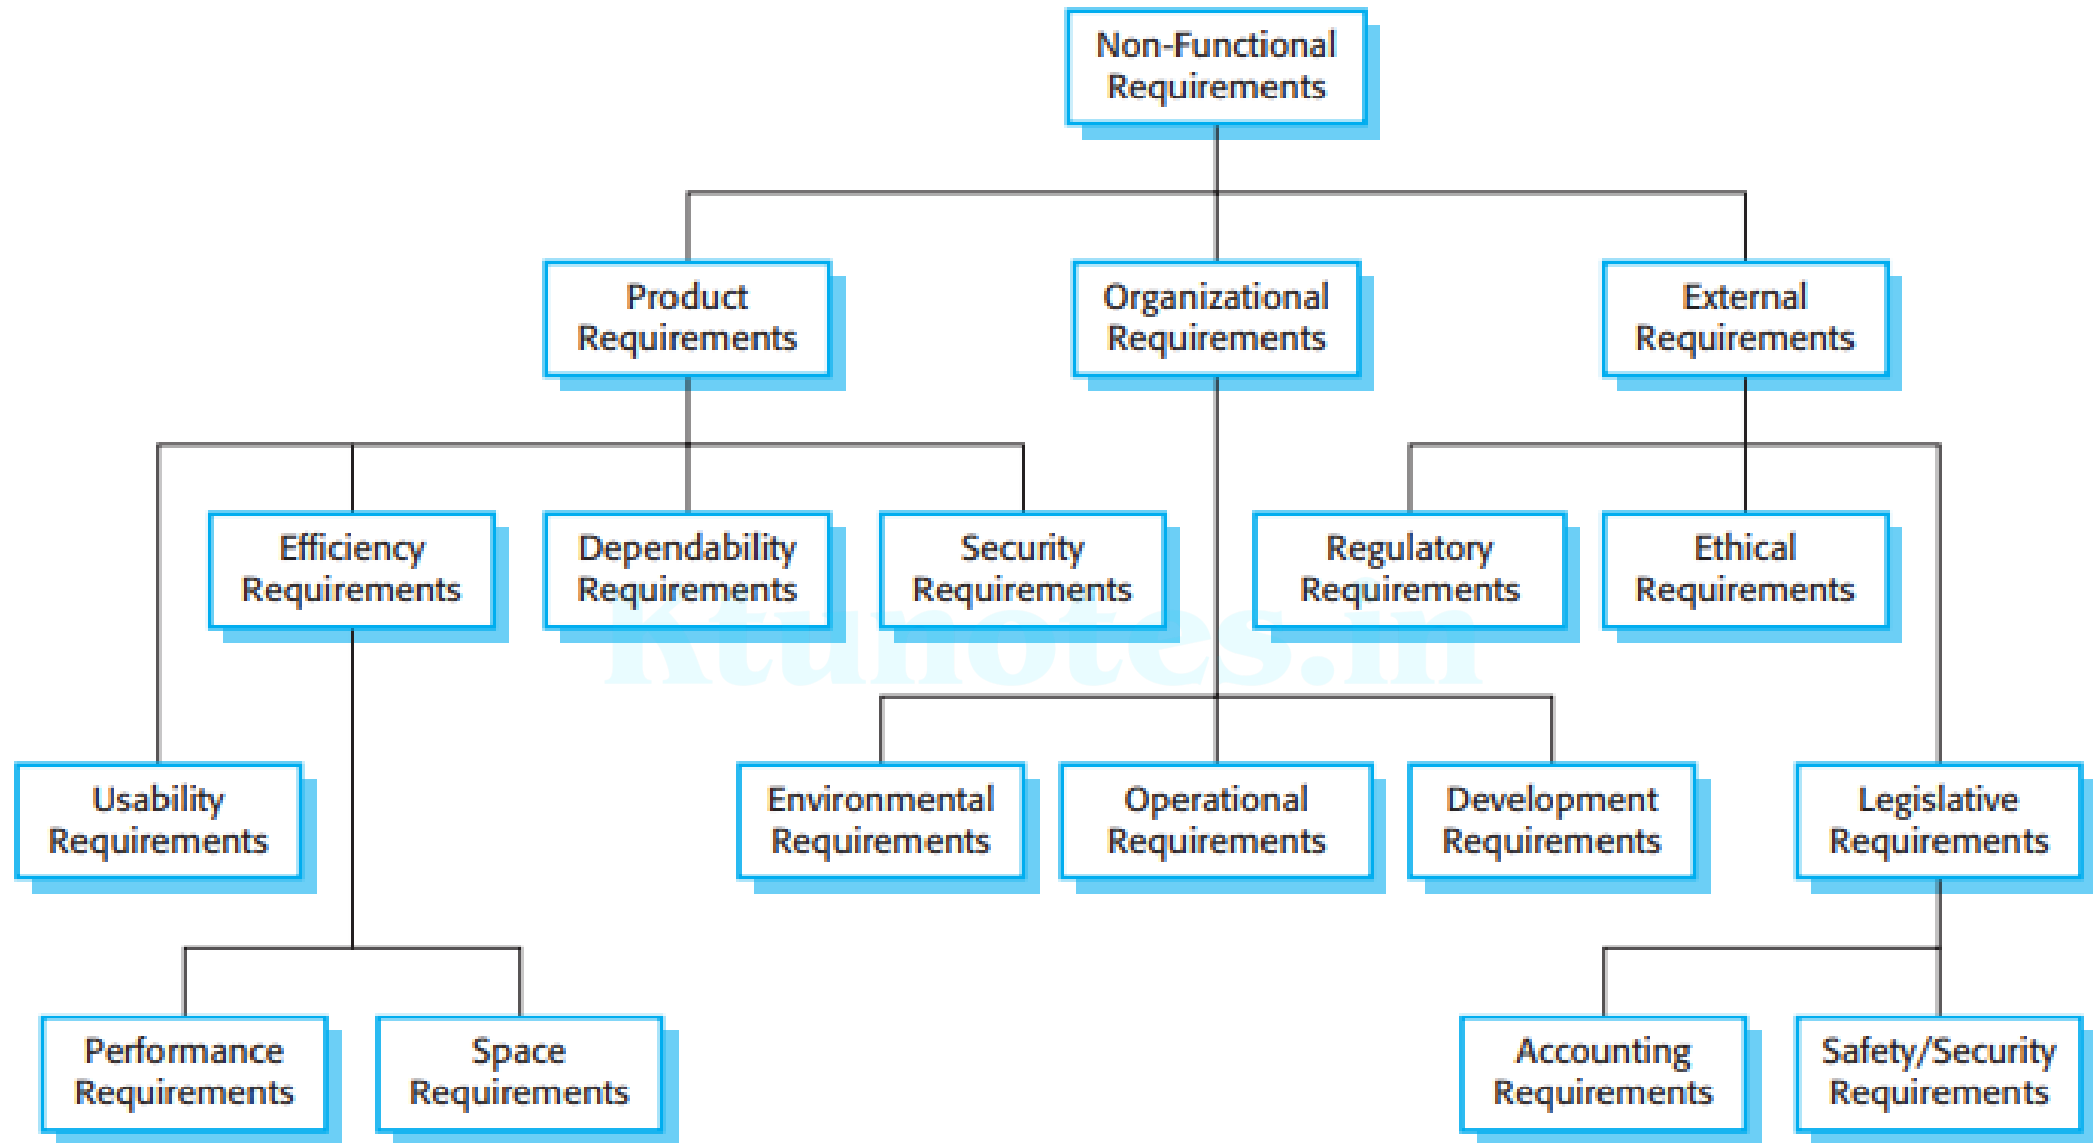 Non-Functional
Requirements
Product
Requirements
Organizational
Requirements
External
Requirements
Efficiency
Requirements
Dependability
Requirements
Security
Requirements
Regulatory
Requirements
Ethical
Requirements
Ktunotes.in
Usability
Requirements
Environmental
Requirements
Operational
Requirements
Development
Requirements
Legislative
Requirements
Performance
Requirements
Space
Requirements
Accounting
Requirements
Safety/Security
Requirements